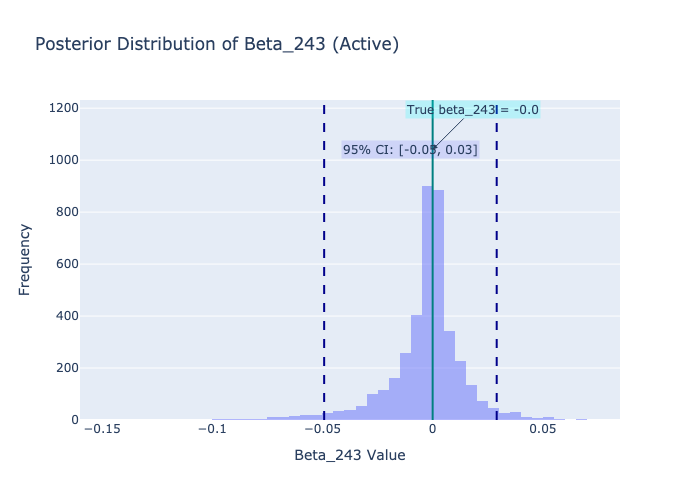 Posterior Distribution of Beta_243 (Active)
1200
True beta_243 = -0.0
1000
95% CI: [-0.05, 0.03]
800
600
400
200
0
Frequency
−0.15
−0.1
−0.05
0
0.05
Beta_243 Value